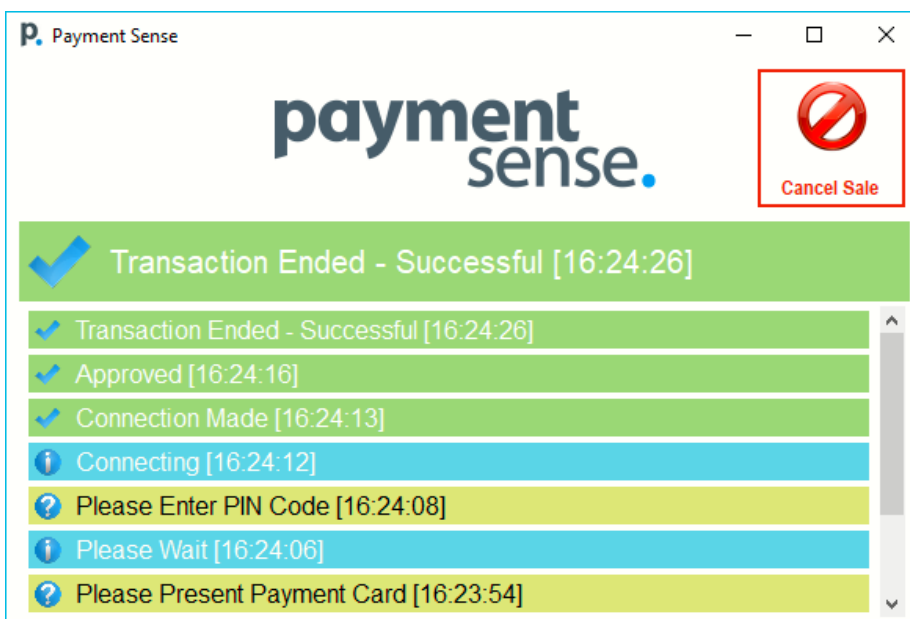 p. Payment Sense
payment
sense.
Cancel Sale
Transaction Ended - Successful [16:24:26]
Transaction Ended - Successful [16:24:26]
Approved [16:24:16]
Connection Made [16:24:13]
Connecting [16:24:12]
Please Enter PIN Code [16:24:08]
Please Wait [16:24:06]
Please Present Payment Card [16:23:54]